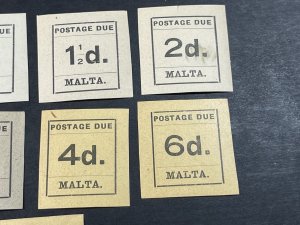 POSTAGE DUE
1½d.
MALTA.
POSTAGE DUE
2d.
MALTA.
POSTAGE DUE
4d.
MALTA.
POSTAGE DUE
6d.
MALTA.